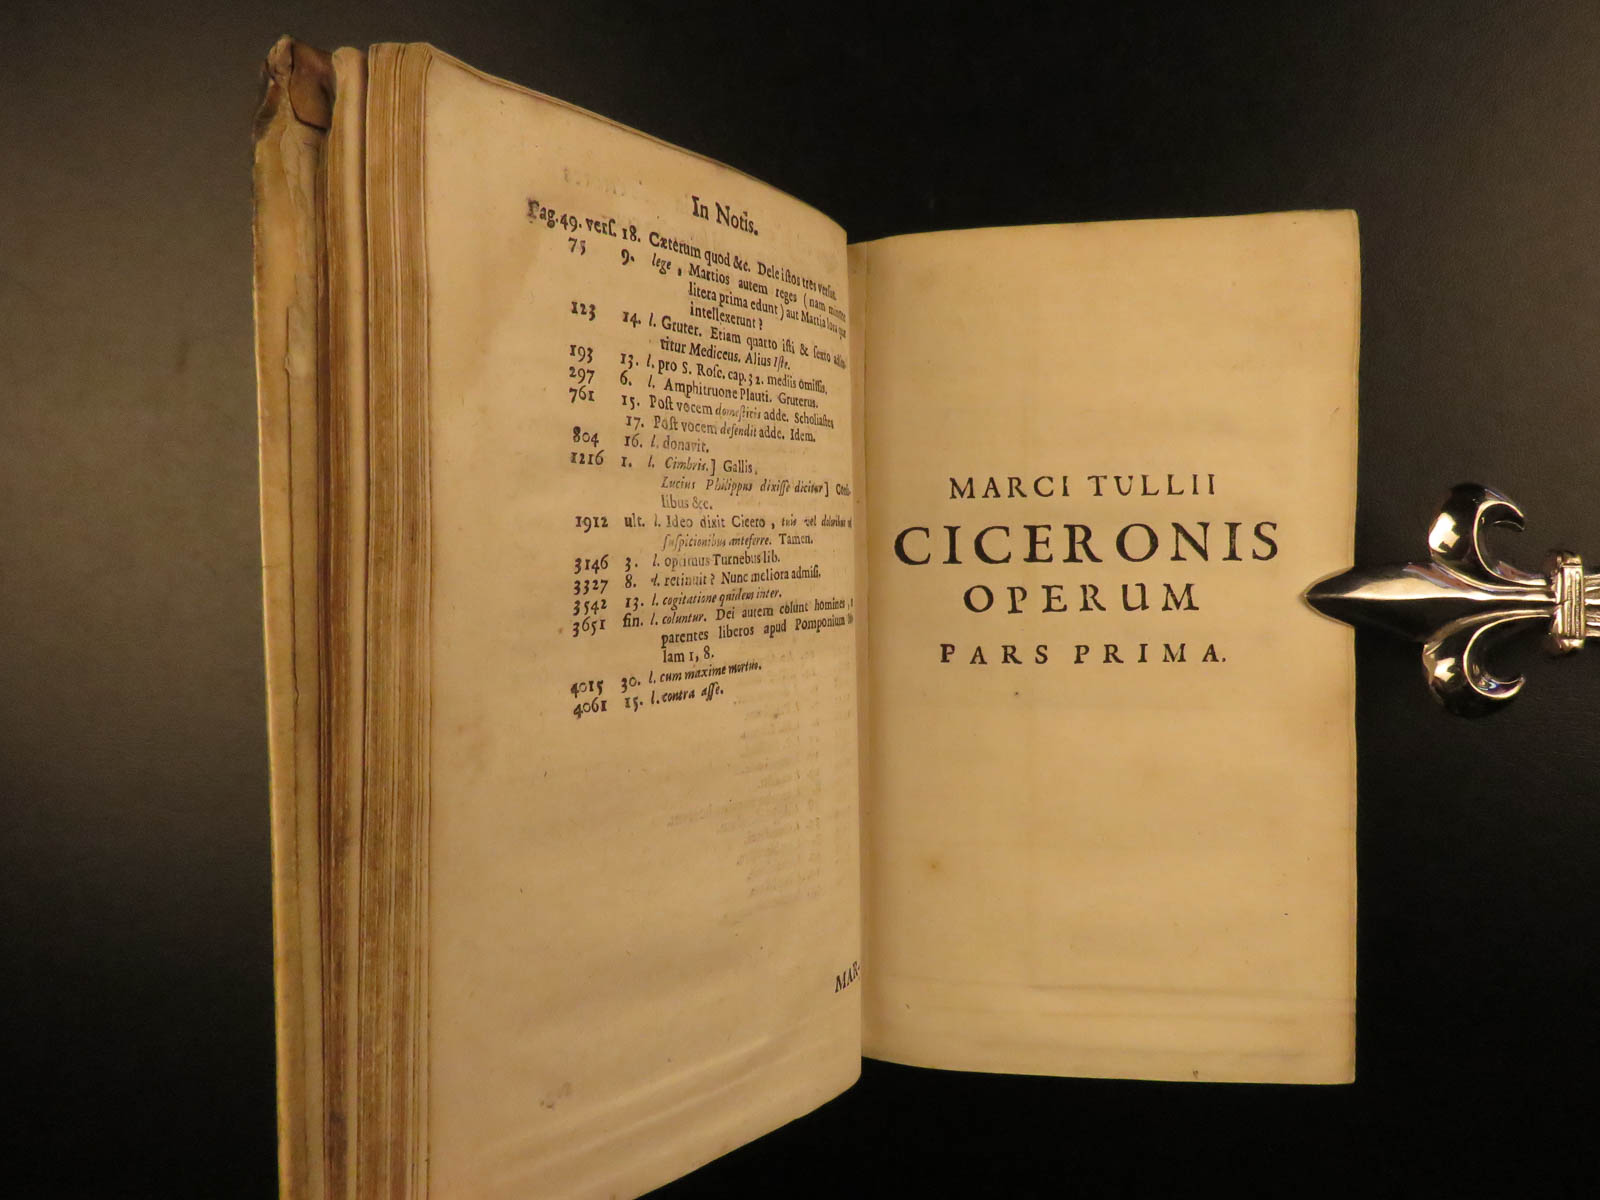 In Notis.
Pag. 49. verſ. 18. Cæterum quod &c. Dele iſtos tres verſus.
75 9. lege, Martios autem reges (nam
litera prima edunt) aut Martia
intellexerunt?
123 14. l. Gruter. Etiam quarto iſti & ſexto
titur Mediceus. Alius Iſte.
193 13. l. pro S. Roſc. cap. 32. mediis omiſſis.
297 6. l. Amphitruone Plauti. Gruterus.
761 15. Poſt vocem domeſticis adde. Scholiaſtes
17. Poſt vocem defendit adde. Idem.
804 16. l. donavit.
1216 1. l. Cimbris.] Gallis,
Lucius Philippus dixiſſe dicitur]
libus &c.
1912 ult. l. Ideo dixit Cicero, tuis vel doloribus vel
ſuſpicionibus anteferre. Tamen.
3146 3. l. optimus Turnebus lib.
3327 8. l. retinuit? Nunc meliora admiſi.
3542 13. l. cogitatione quidem inter.
3651 fin. l. coluntur. Dei autem colunt homines,
parentes liberos apud Pomponium
lam 1, 8.
4015 30. l. cum maxime mortuo.
4061 15. l. contra aſſe.
MAR-
MARCI TULLII
CICERONIS
OPERUM
PARS PRIMA.